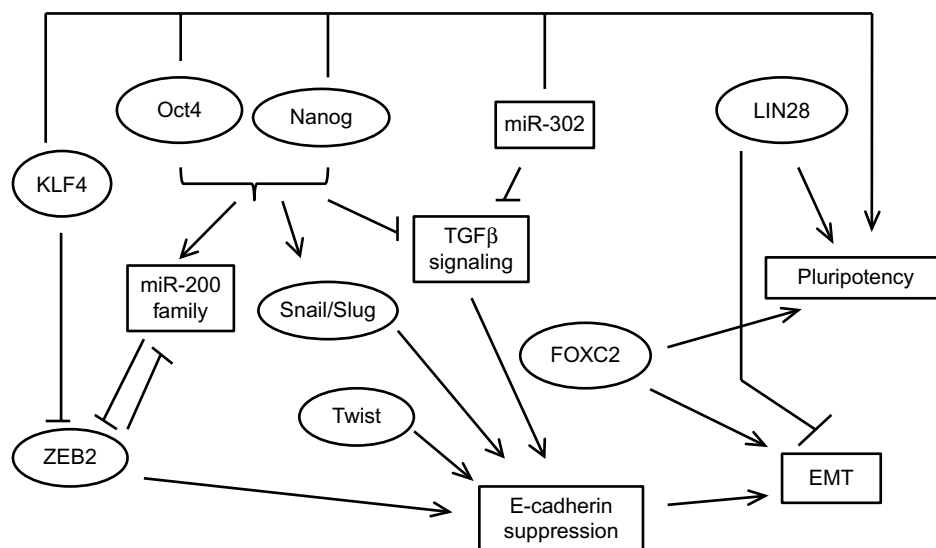 Oct4
Nanog
miR-302
LIN28
KLF4
TGFβ
signaling
miR-200
family
Pluripotency
Snail/Slug
FOXC2
Twist
ZEB2
E-cadherin
suppression
EMT